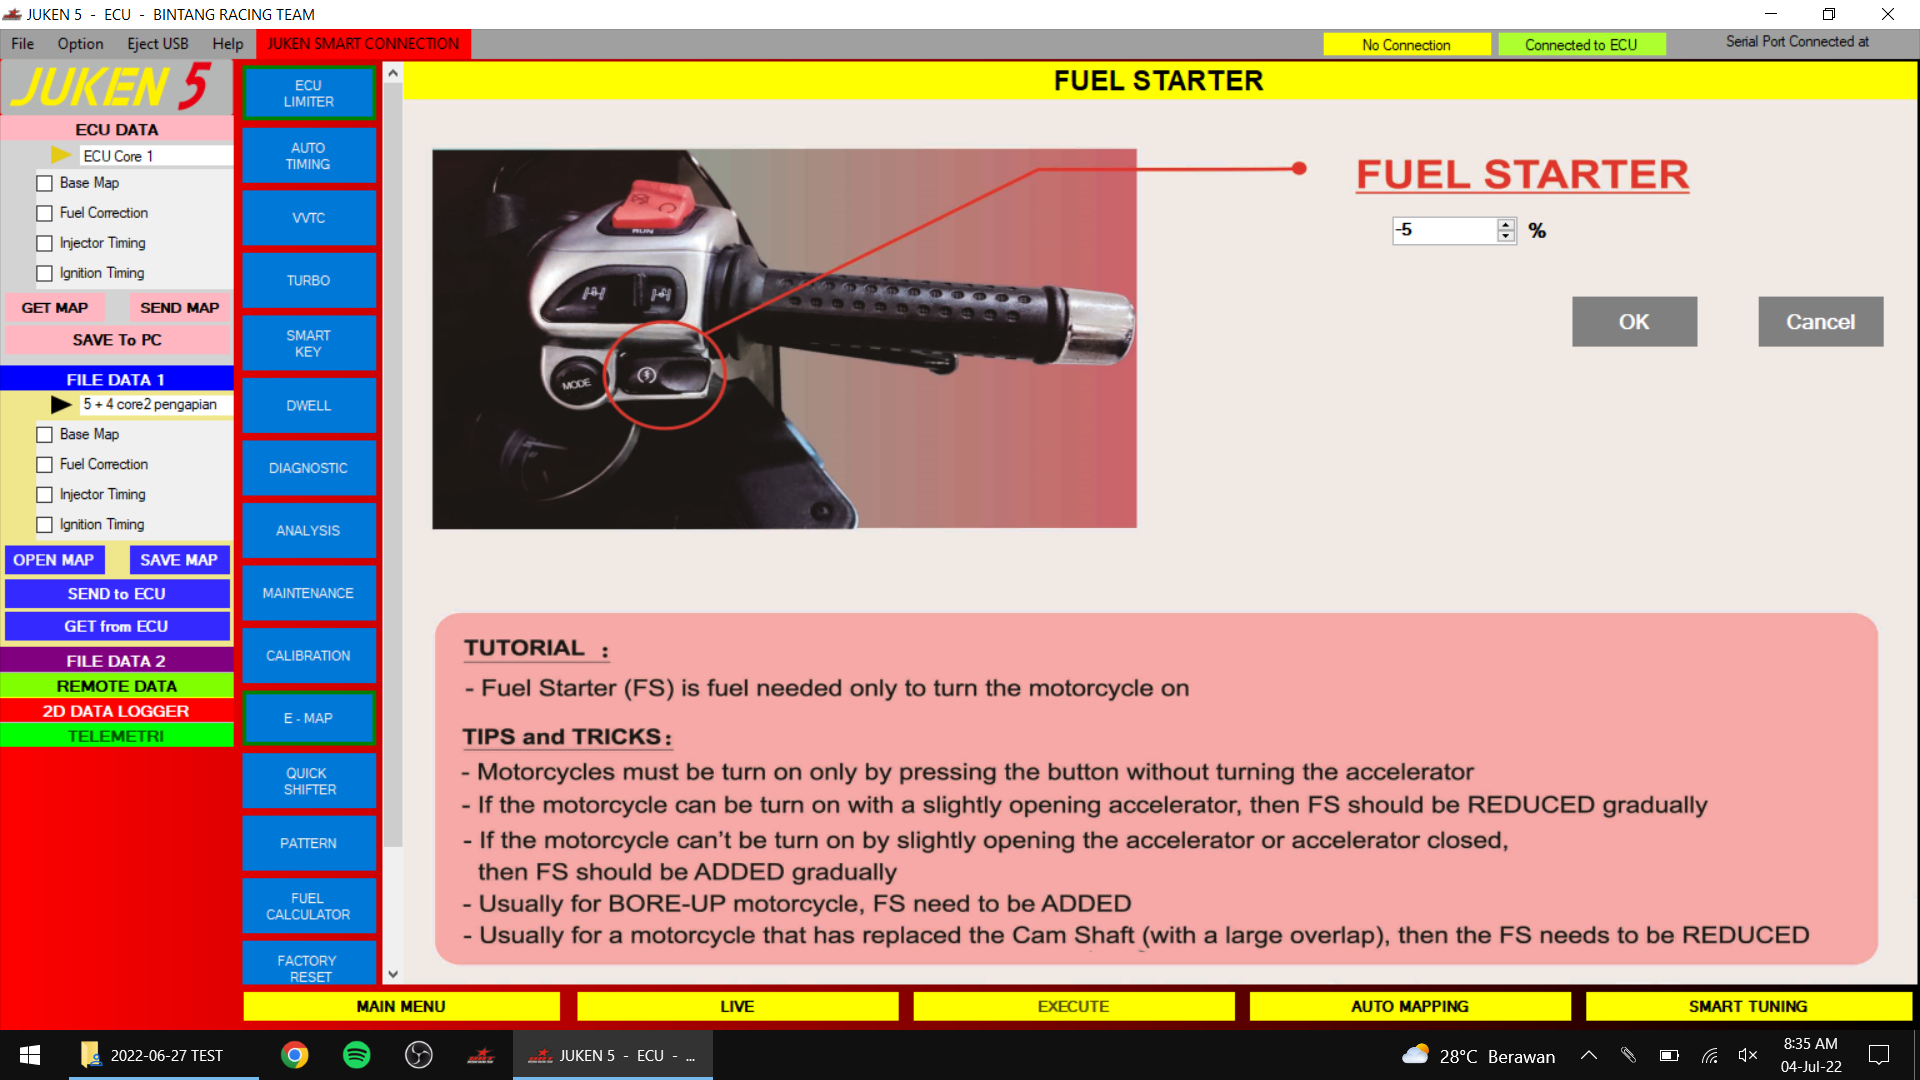 JUKEN 5 - ECU - BINTANG RACING TEAM
File Option Eject USB Help JUKEN SMART CONNECTION
No Connection
Connected to ECU
Serial Port Connected at
JUKEN 5
ECU DATA
ECU Core 1
Base Map
Fuel Correction
Injector Timing
Ignition Timing
GET MAP
SEND MAP
SAVE To PC
FILE DATA 1
5 + 4 core2 pengapian
Base Map
Fuel Correction
Injector Timing
Ignition Timing
OPEN MAP
SAVE MAP
SEND to ECU
GET from ECU
FILE DATA 2
REMOTE DATA
2D DATA LOGGER
TELEMETRI
ECU
LIMITER
AUTO
TIMING
VVTC
TURBO
SMART
KEY
DWELL
DIAGNOSTIC
ANALYSIS
MAINTENANCE
CALIBRATION
E - MAP
QUICK
SHIFTER
PATTERN
FUEL
CALCULATOR
FACTORY
RESET
FUEL STARTER
RUN
MODE
FUEL STARTER
-5 %
OK
Cancel
TUTORIAL :
- Fuel Starter (FS) is fuel needed only to turn the motorcycle on
TIPS and TRICKS:
- Motorcycles must be turn on only by pressing the button without turning the accelerator
- If the motorcycle can be turn on with a slightly opening accelerator, then FS should be REDUCED gradually
- If the motorcycle can't be turn on by slightly opening the accelerator or accelerator closed,
then FS should be ADDED gradually
- Usually for BORE-UP motorcycle, FS need to be ADDED
- Usually for a motorcycle that has replaced the Cam Shaft (with a large overlap), then the FS needs to be REDUCED
MAIN MENU
LIVE
EXECUTE
AUTO MAPPING
SMART TUNING
2022-06-27 TEST
JUKEN 5 - ECU - ...
28°C Berawan
8:35 AM
04-Jul-22